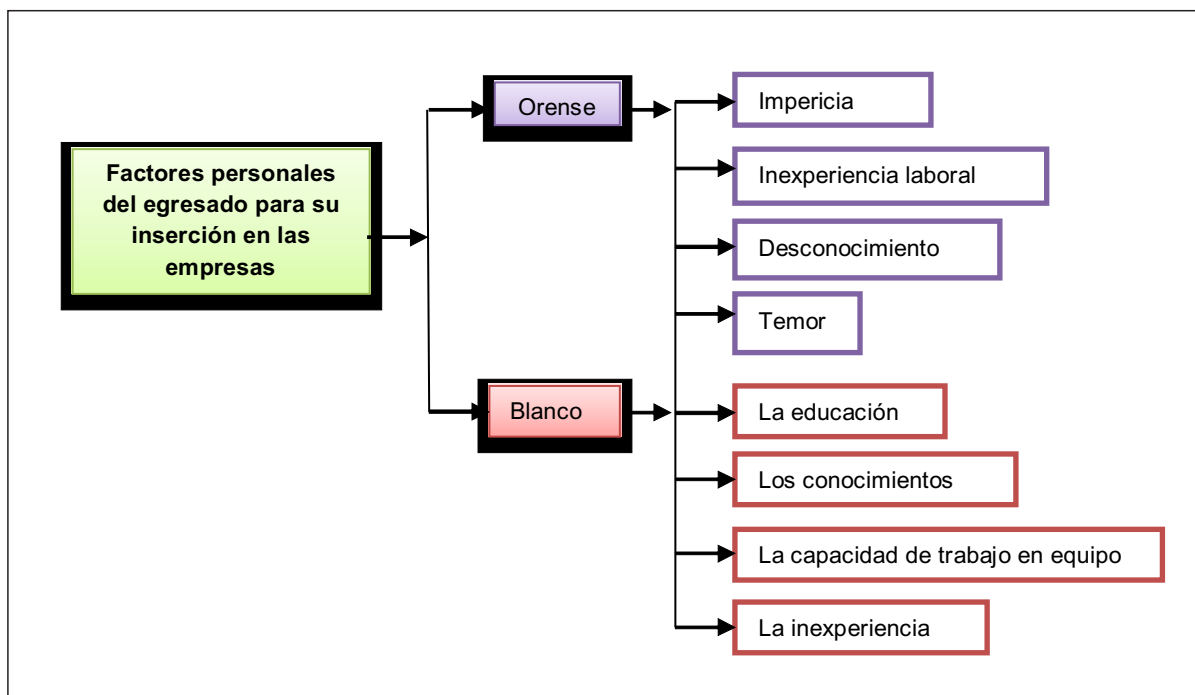 Factores personales
del egresado para su
inserción en las
empresas
Orense
Blanco
Impericia
Inexperiencia laboral
Desconocimiento
Temor
La educación
Los conocimientos
La capacidad de trabajo en equipo
La inexperiencia